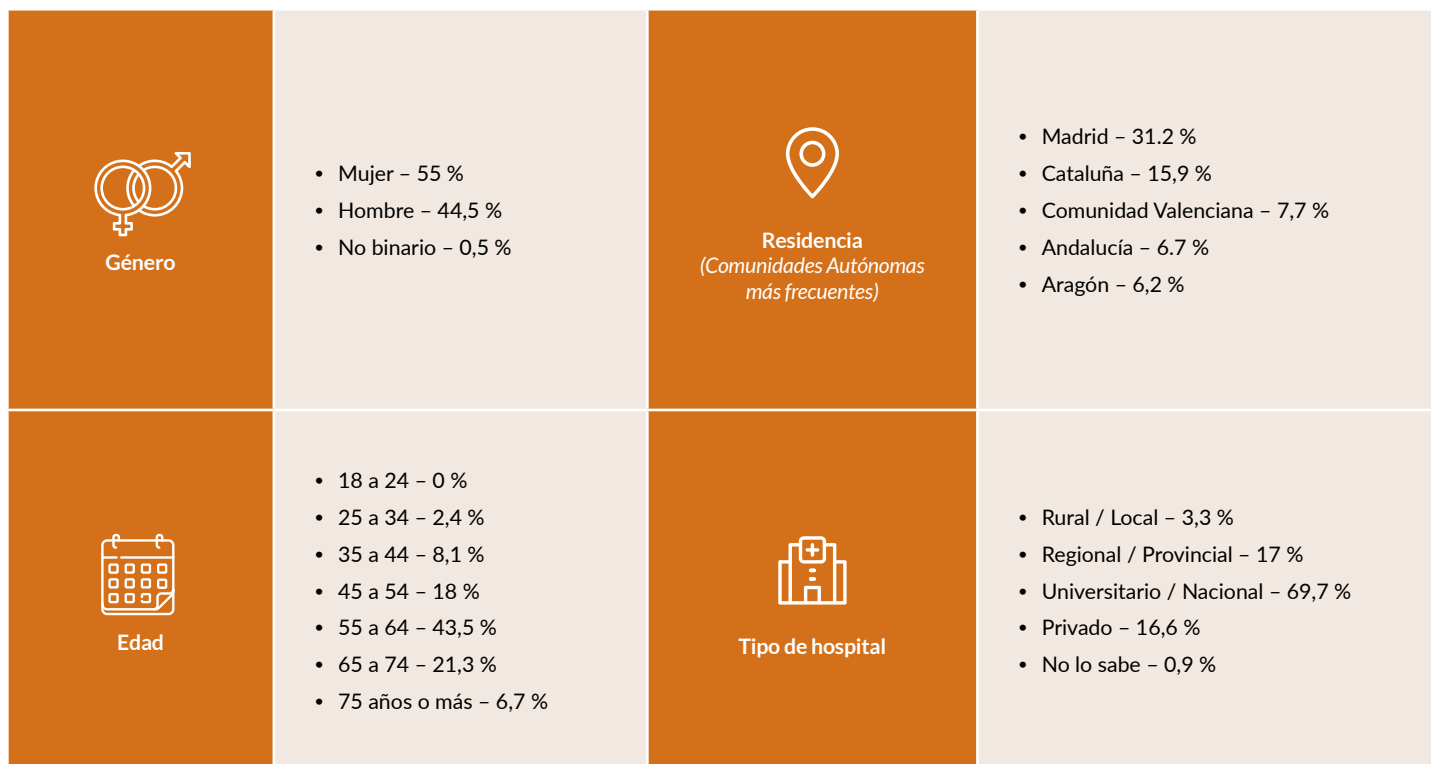 Género
• Mujer – 55 %
• Hombre – 44,5 %
• No binario – 0,5 %
Residencia
(Comunidades Autónomas
más frecuentes)
• Madrid – 31.2 %
• Cataluña – 15,9 %
• Comunidad Valenciana – 7,7 %
• Andalucía – 6.7 %
• Aragón – 6,2 %
Edad
• 18 a 24 – 0 %
• 25 a 34 – 2,4 %
• 35 a 44 – 8,1 %
• 45 a 54 – 18 %
• 55 a 64 – 43,5 %
• 65 a 74 – 21,3 %
• 75 años o más – 6,7 %
Tipo de hospital
• Rural / Local – 3,3 %
• Regional / Provincial – 17 %
• Universitario / Nacional – 69,7 %
• Privado – 16,6 %
• No lo sabe – 0,9 %